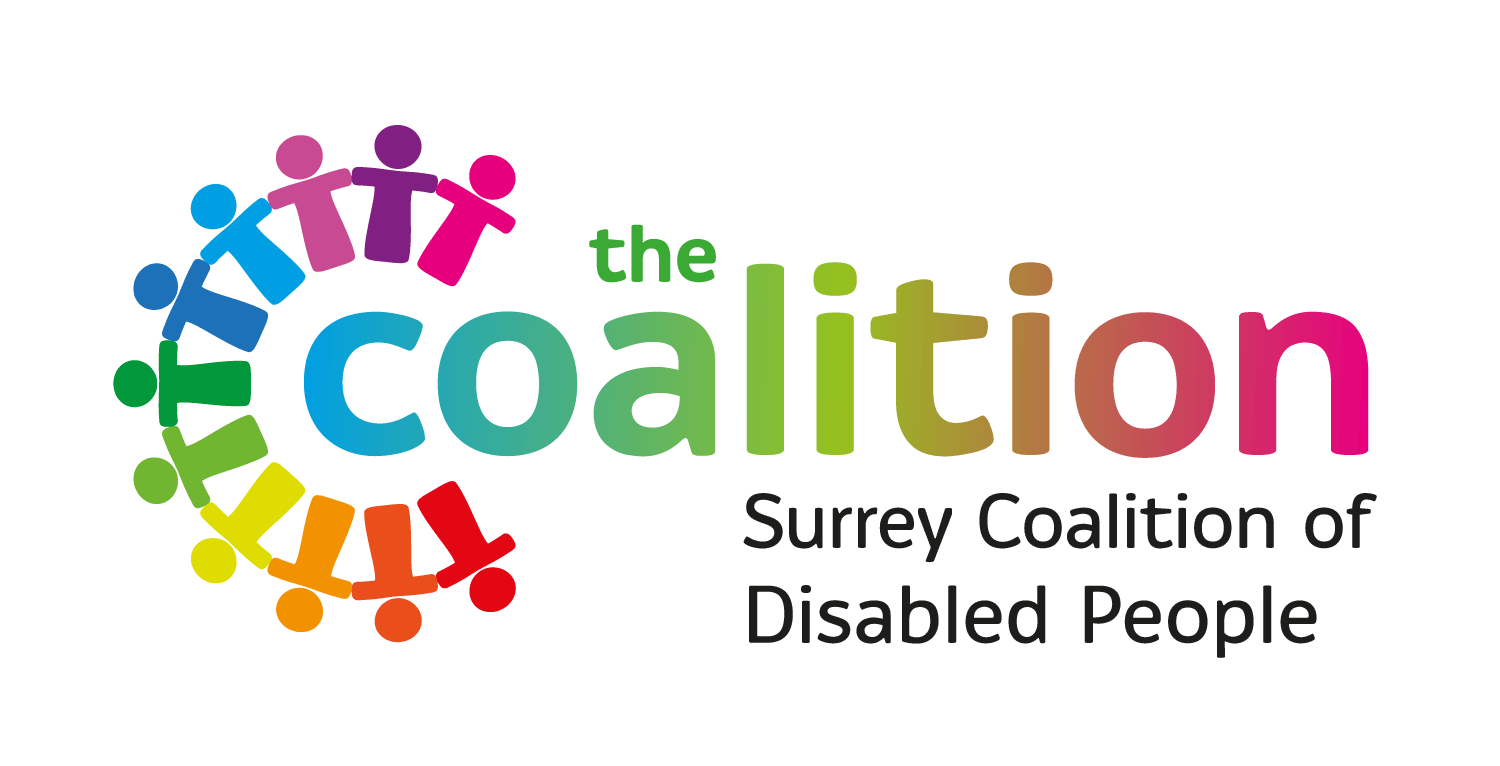 the
coalition
Surrey Coalition of
Disabled People